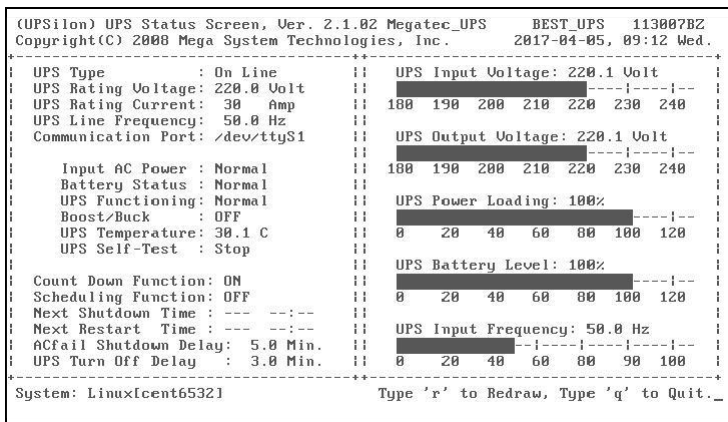 (UPSilon) UPS Status Screen, Ver. 2.1.02 Megatec_UPS BEST_UPS 113007BZ
Copyright(C) 2008 Mega System Technologies, Inc. 2017-04-05, 09:12 Wed.
UPS Type : On Line
UPS Rating Voltage: 220.0 Volt
UPS Rating Current: 30 Amp
UPS Line Frequency: 50.0 Hz
Communication Port: /dev/ttyS1
Input AC Power : Normal
Battery Status : Normal
UPS Functioning: Normal
Boost/Buck : OFF
UPS Temperature: 30.1 C
UPS Self-Test : Stop
Count Down Function: ON
Scheduling Function: OFF
Next Shutdown Time : --- --:--
Next Restart Time : --- --:--
ACfail Shutdown Delay: 5.0 Min.
UPS Turn Off Delay : 3.0 Min.
UPS Input Voltage: 220.1 Volt
180 190 200 210 220 230 240
UPS Output Voltage: 220.1 Volt
180 190 200 210 220 230 240
UPS Power Loading: 100%
0 20 40 60 80 100 120
UPS Battery Level: 100%
0 20 40 60 80 100 120
UPS Input Frequency: 50.0 Hz
0 20 40 60 80 90 100
System: Linux[cent6532] Type 'r' to Redraw, Type 'q' to Quit._